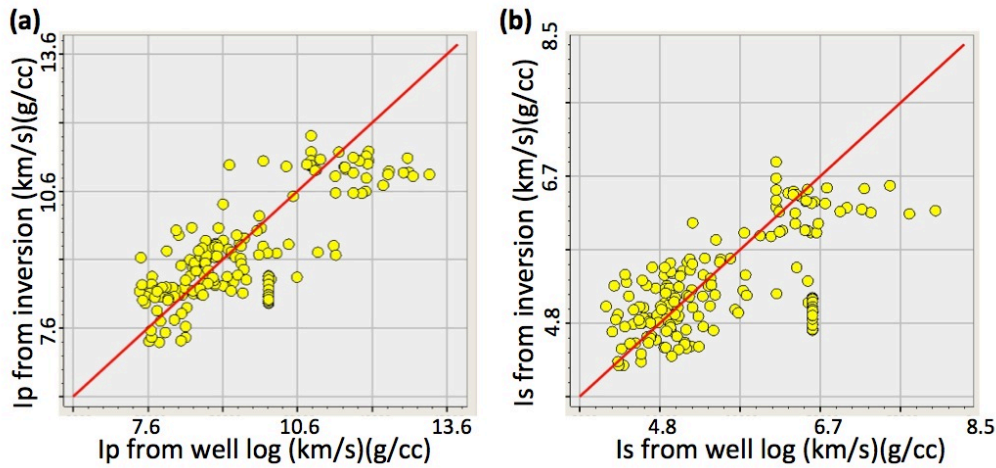 (a)
13.6
10.6
7.6
Ip from inversion (km/s)(g/cc)
7.6 10.6 13.6
Ip from well log (km/s)(g/cc)
(b)
8.5
6.7
4.8
Is from inversion (km/s)(g/cc)
4.8 6.7 8.5
Is from well log (km/s)(g/cc)